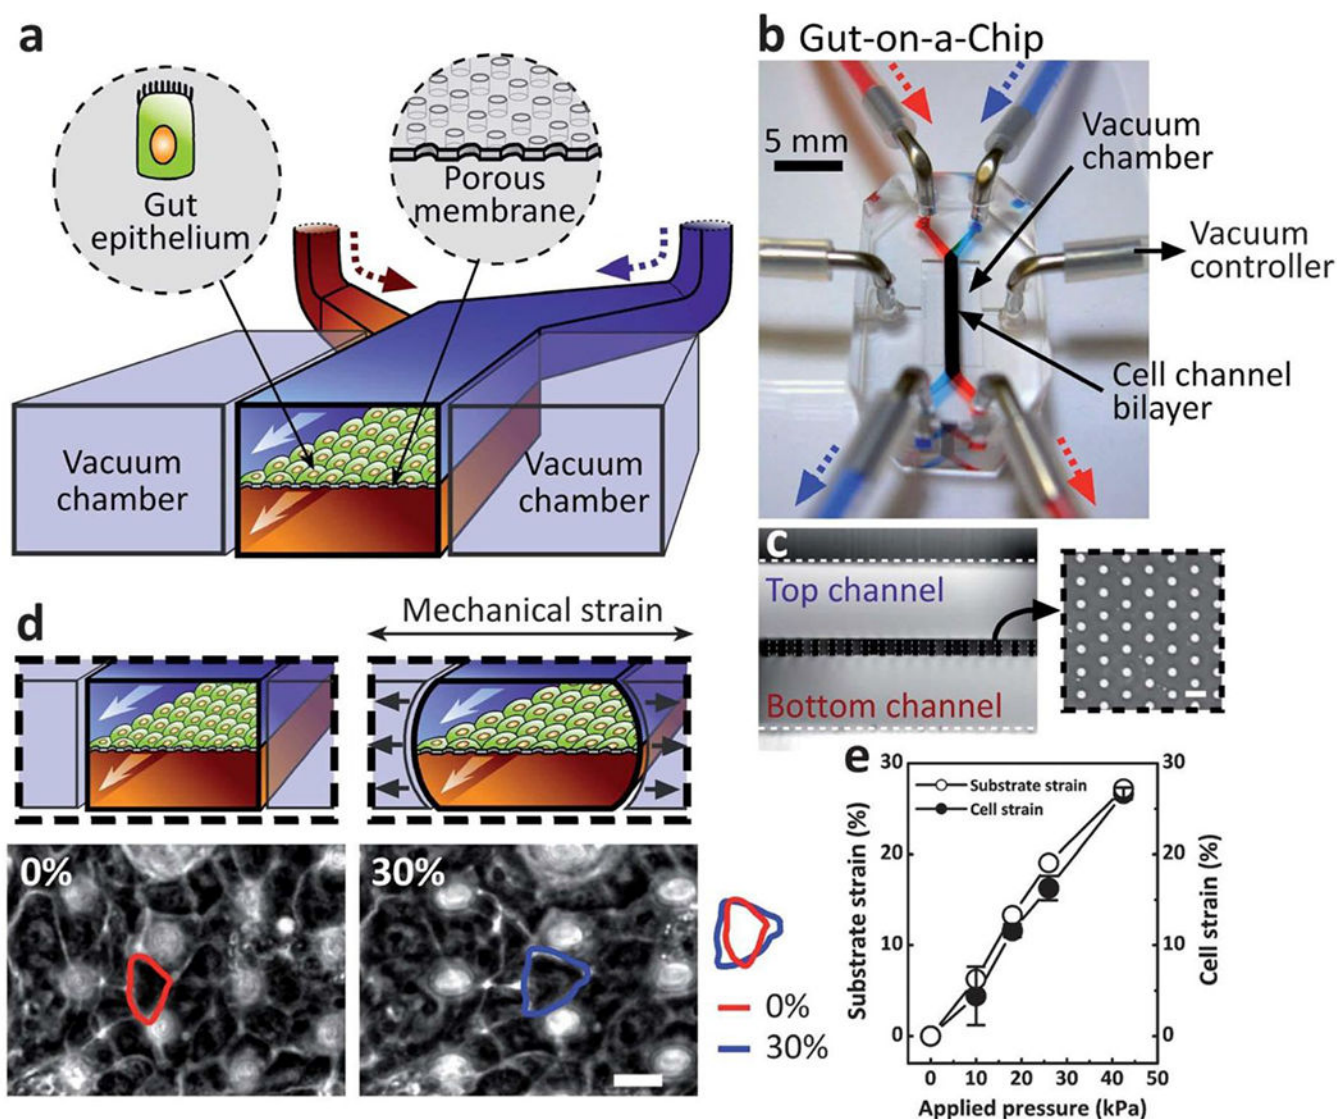 a
Gut
epithelium
Porous
membrane
Vacuum
chamber
Vacuum
chamber
b Gut-on-a-Chip
5 mm
Vacuum
chamber
Vacuum
controller
Cell channel
bilayer
c
Top channel
Bottom channel
d
Mechanical strain
0%
30%
0%
30%
e
30
20
10
0
Substrate strain (%)
Substrate strain
Cell strain
30
20
10
0
Cell strain (%)
0 10 20 30 40 50
Applied pressure (kPa)